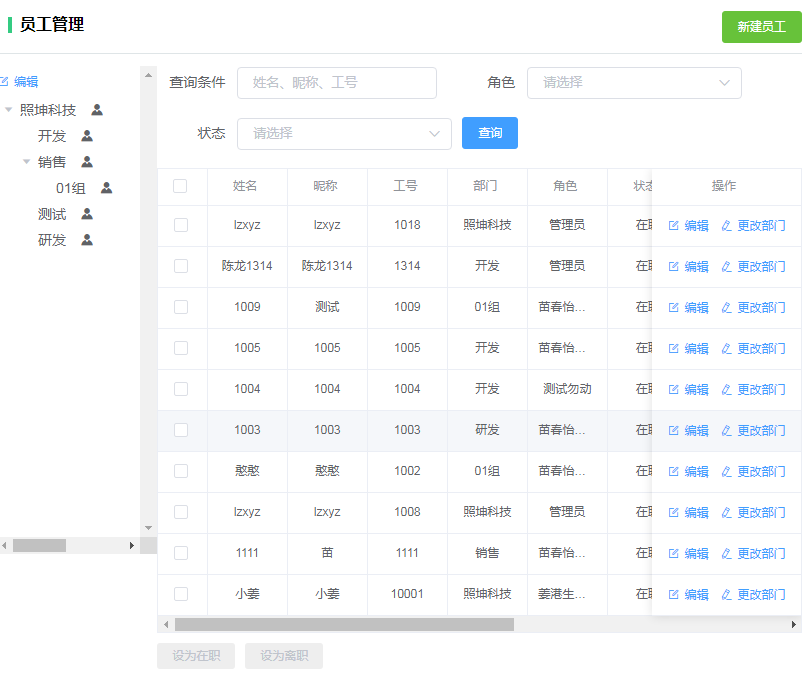 员工管理
新建员工
编辑
照坤科技
开发
销售
01组
测试
研发
查询条件 姓名、昵称、工号 角色 请选择
状态 请选择 查询
姓名 昵称 工号 部门 角色 状态 操作
lzxyz lzxyz 1018 照坤科技 管理员 在职 编辑 更改部门
陈龙1314 陈龙1314 1314 开发 管理员 在职 编辑 更改部门
1009 测试 1009 01组 苗春怡... 在职 编辑 更改部门
1005 1005 1005 开发 苗春怡... 在职 编辑 更改部门
1004 1004 1004 开发 测试勿动 在职 编辑 更改部门
1003 1003 1003 研发 苗春怡... 在职 编辑 更改部门
憨憨 憨憨 1002 01组 苗春怡... 在职 编辑 更改部门
lzxyz lzxyz 1008 照坤科技 管理员 在职 编辑 更改部门
1111 苗 1111 销售 苗春怡... 在职 编辑 更改部门
小姜 小姜 10001 照坤科技 姜港生... 在职 编辑 更改部门
设为在职 设为离职